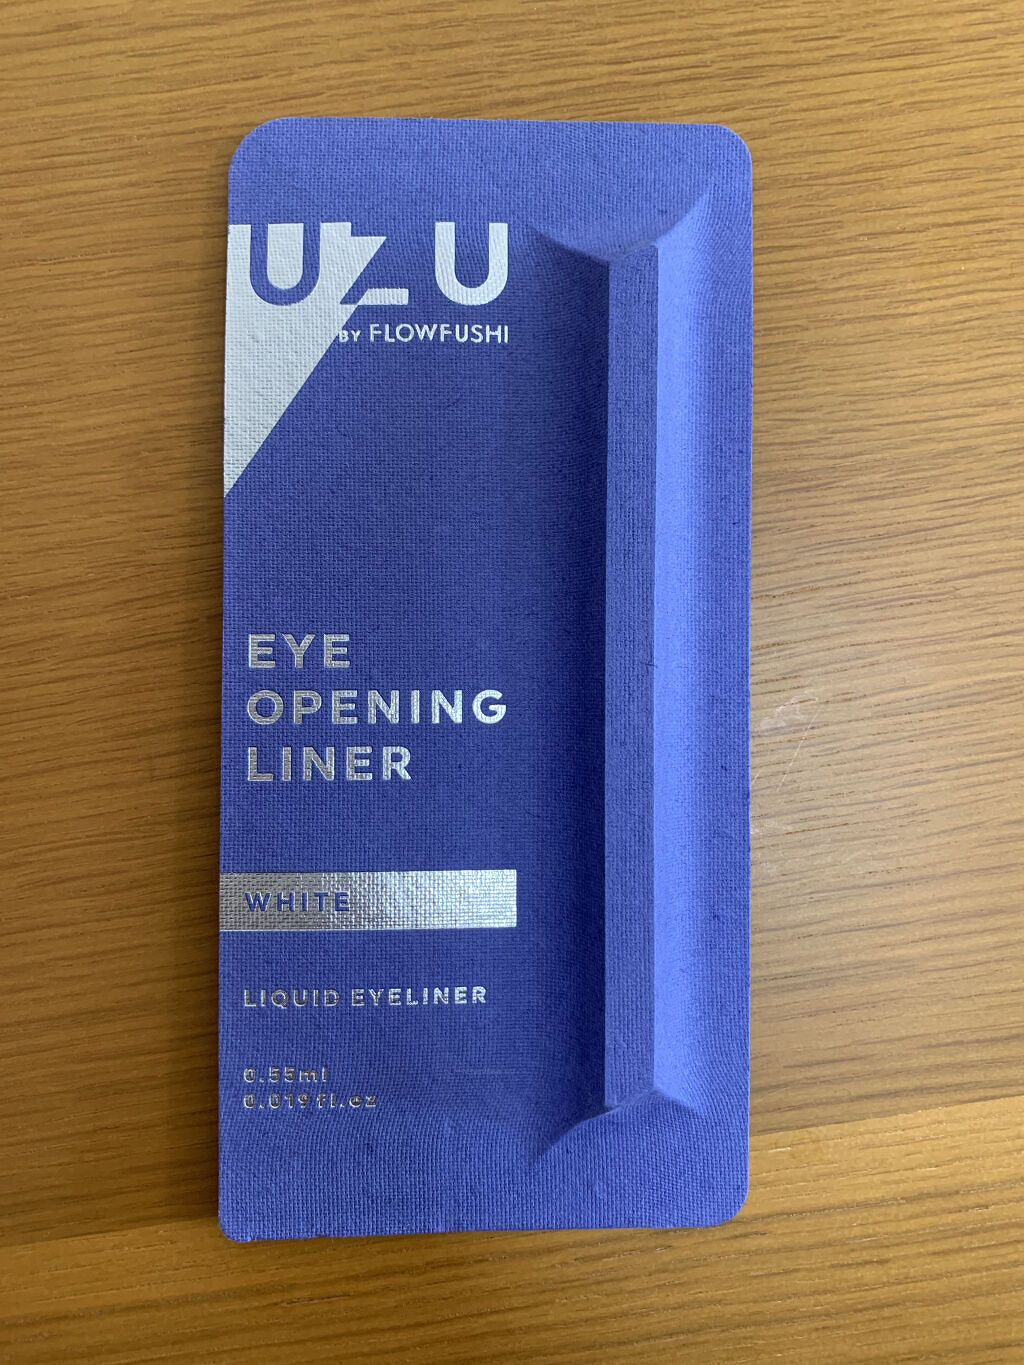 UZU
BY FLOWFUSHI
EYE
OPENING
LINER
WHITE
LIQUID EYELINER
0.55ml
0.019 fl.oz